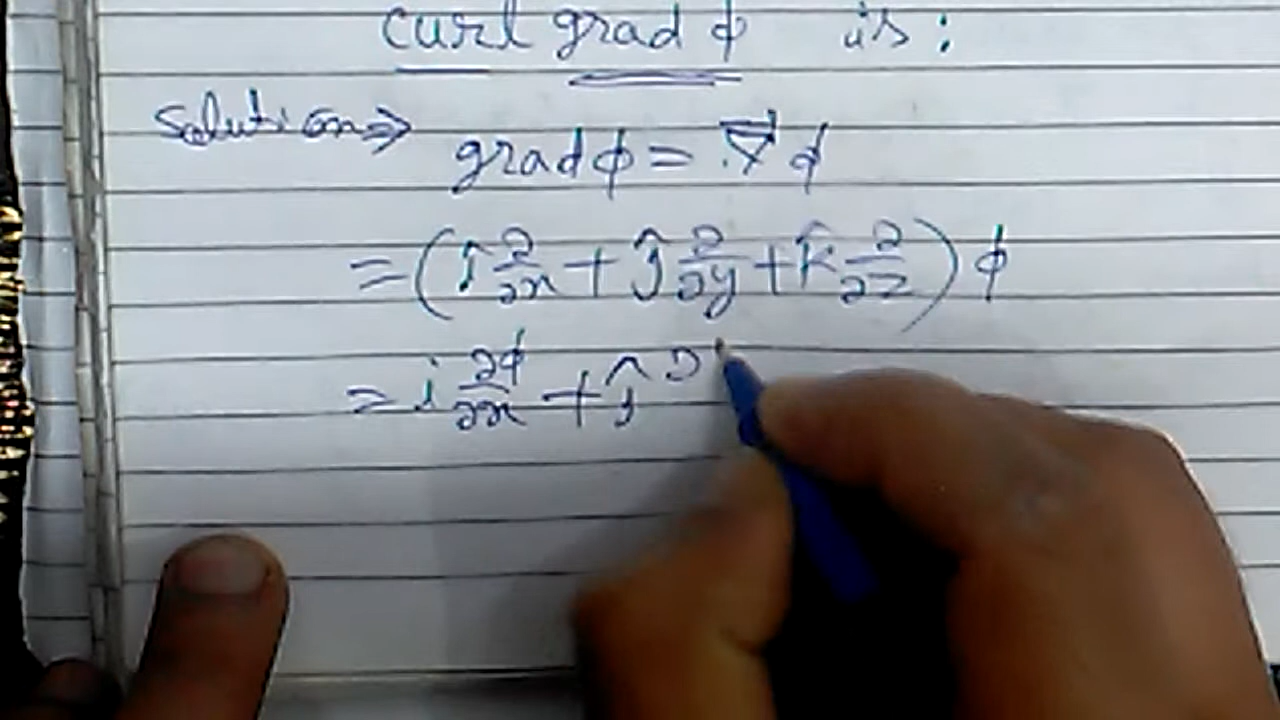 curl grad ϕ is:
Solution⇒ grad ϕ = ∇⃗ ϕ
= (î ∂/∂x + ĵ ∂/∂y + k̂ ∂/∂z) ϕ
= i ∂ϕ/∂x + ĵ ∂